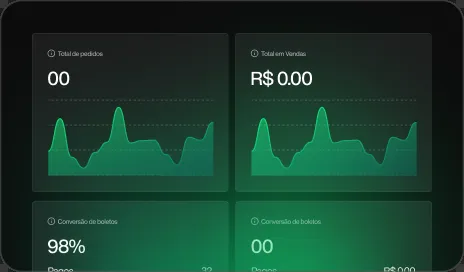 Total de pedidos
00
Total em Vendas
R$ 0.00
Conversão de boletos
98%
Pagos 32
Conversão de boletos
00
Pagos R$ 0.00